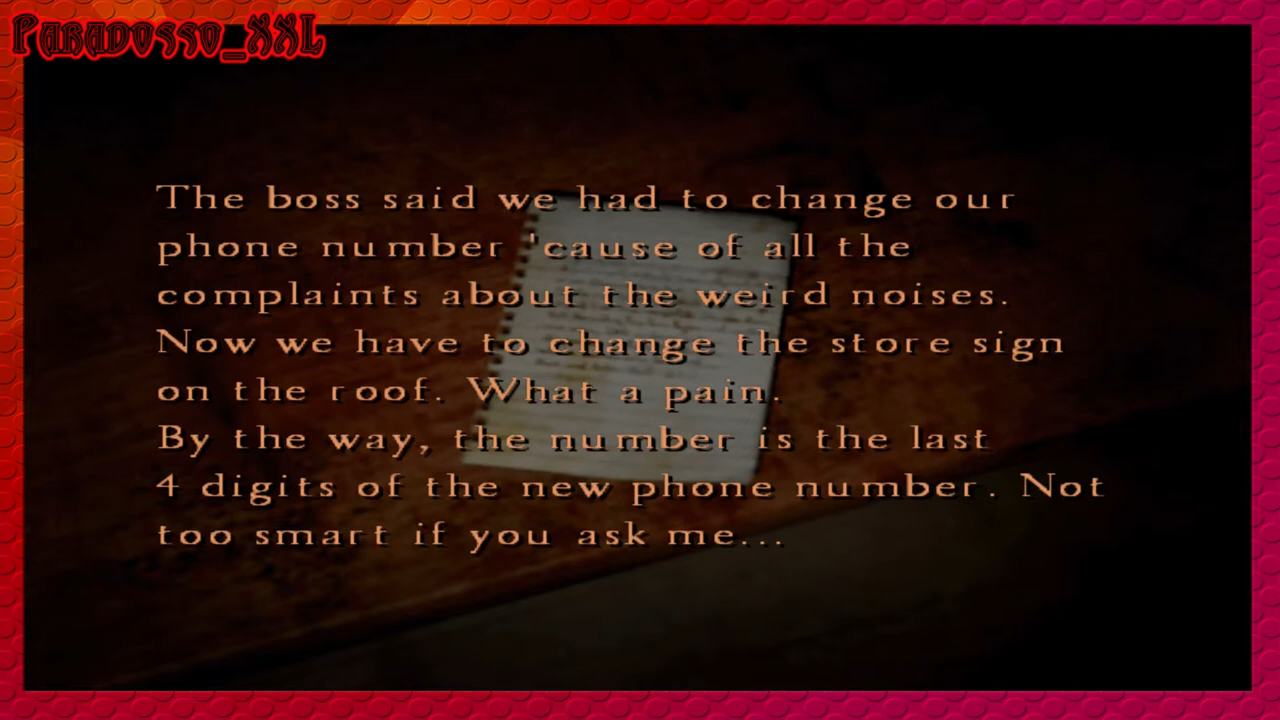 Paradosso_XXL
The boss said we had to change our
phone number 'cause of all the
complaints about the weird noises.
Now we have to change the store sign
on the roof. What a pain.
By the way, the number is the last
4 digits of the new phone number. Not
too smart if you ask me...